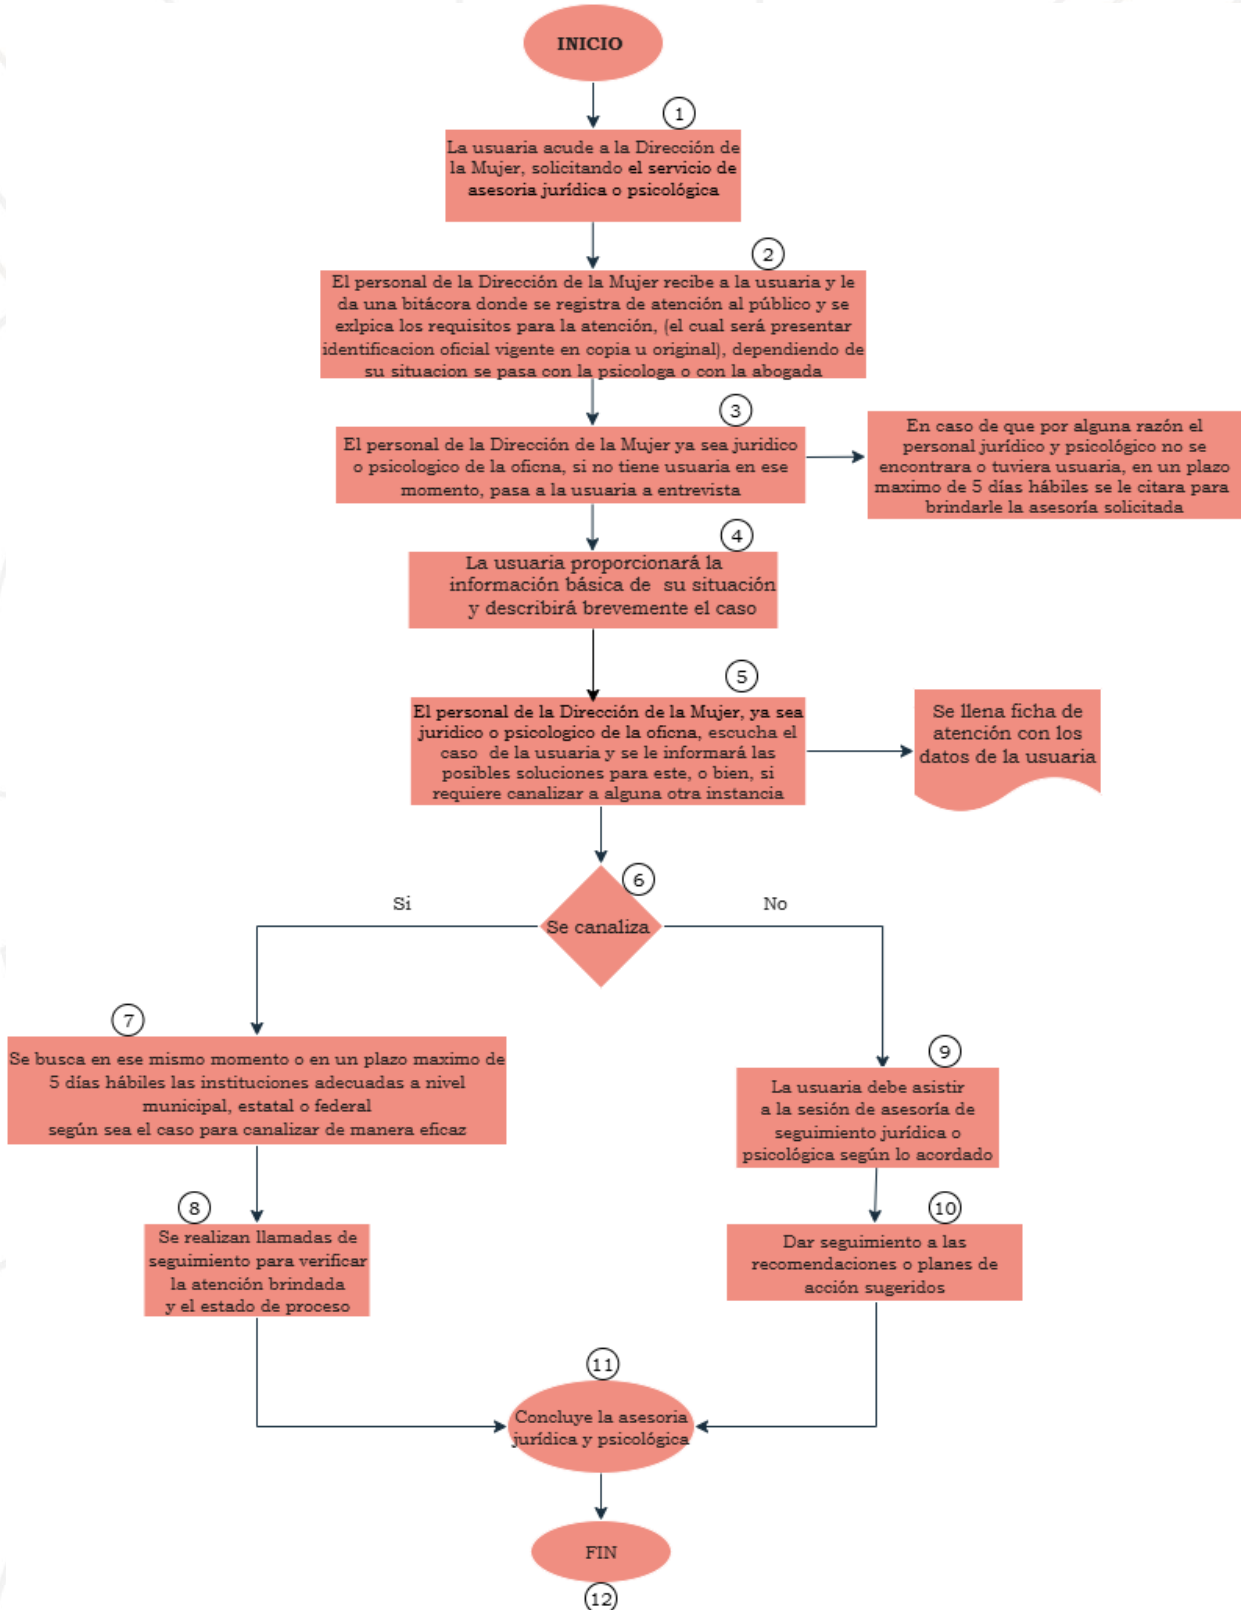 INICIO
1
La usuaria acude a la Dirección de
la Mujer, solicitando el servicio de
asesoria jurídica o psicológica
2
El personal de la Dirección de la Mujer recibe a la usuaria y le
da una bitácora donde se registra de atención al público y se
exlpica los requisitos para la atención, (el cual será presentar
identificacion oficial vigente en copia u original), dependiendo de
su situacion se pasa con la psicologa o con la abogada
3
El personal de la Dirección de la Mujer ya sea juridico
o psicologico de la oficna, si no tiene usuaria en ese
momento, pasa a la usuaria a entrevista
En caso de que por alguna razón el
personal jurídico y psicológico no se
encontrara o tuviera usuaria, en un plazo
maximo de 5 días hábiles se le citara para
brindarle la asesoría solicitada
4
La usuaria proporcionará la
información básica de su situación
y describirá brevemente el caso
5
El personal de la Dirección de la Mujer, ya sea
juridico o psicologico de la oficna, escucha el
caso de la usuaria y se le informará las
posibles soluciones para este, o bien, si
requiere canalizar a alguna otra instancia
Se llena ficha de
atención con los
datos de la usuaria
6
Se canaliza
Si
No
7
Se busca en ese mismo momento o en un plazo maximo de
5 días hábiles las instituciones adecuadas a nivel
municipal, estatal o federal
según sea el caso para canalizar de manera eficaz
9
La usuaria debe asistir
a la sesión de asesoría de
seguimiento jurídica o
psicológica según lo acordado
8
Se realizan llamadas de
seguimiento para verificar
la atención brindada
y el estado de proceso
10
Dar seguimiento a las
recomendaciones o planes de
acción sugeridos
11
Concluye la asesoria
jurídica y psicológica
FIN
12